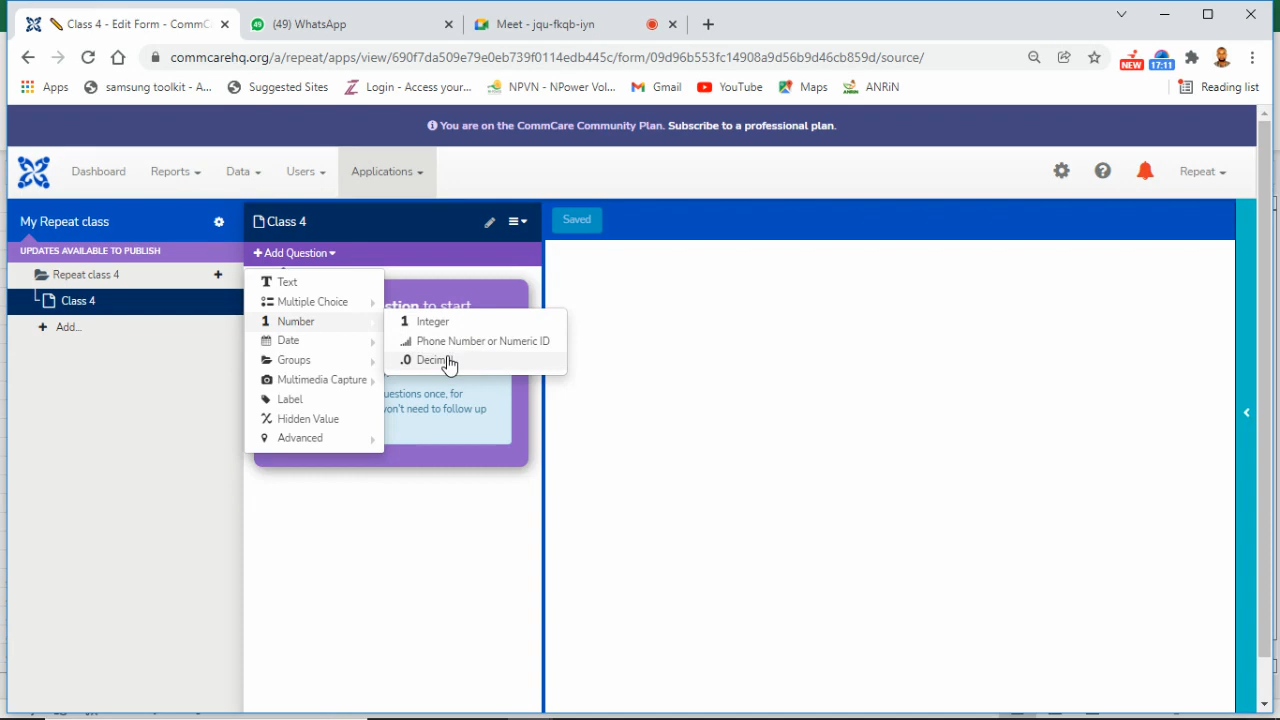 Class 4 - Edit Form - CommC
(49) WhatsApp
Meet - jqu-fkqb-iyn
commcarehq.org/a/repeat/apps/view/690f7da509e79e0eb739f0114edb445c/form/09d96b553fc14908a9d56b9d46cb859d/source/
NEW
17:11
Apps
samsung toolkit - A...
Suggested Sites
Login - Access your...
NPVN - NPower Vol...
Gmail
YouTube
Maps
ANRiN
Reading list
You are on the CommCare Community Plan. Subscribe to a professional plan.
Dashboard
Reports
Data
Users
Applications
Repeat
My Repeat class
Class 4
Saved
UPDATES AVAILABLE TO PUBLISH
Add Question
Repeat class 4
Class 4
Add...
Text
Multiple Choice
Number
Date
Groups
Multimedia Capture
Label
Hidden Value
Advanced
Integer
Phone Number or Numeric ID
.0 Decim
to start
uestions once, for
won't need to follow up